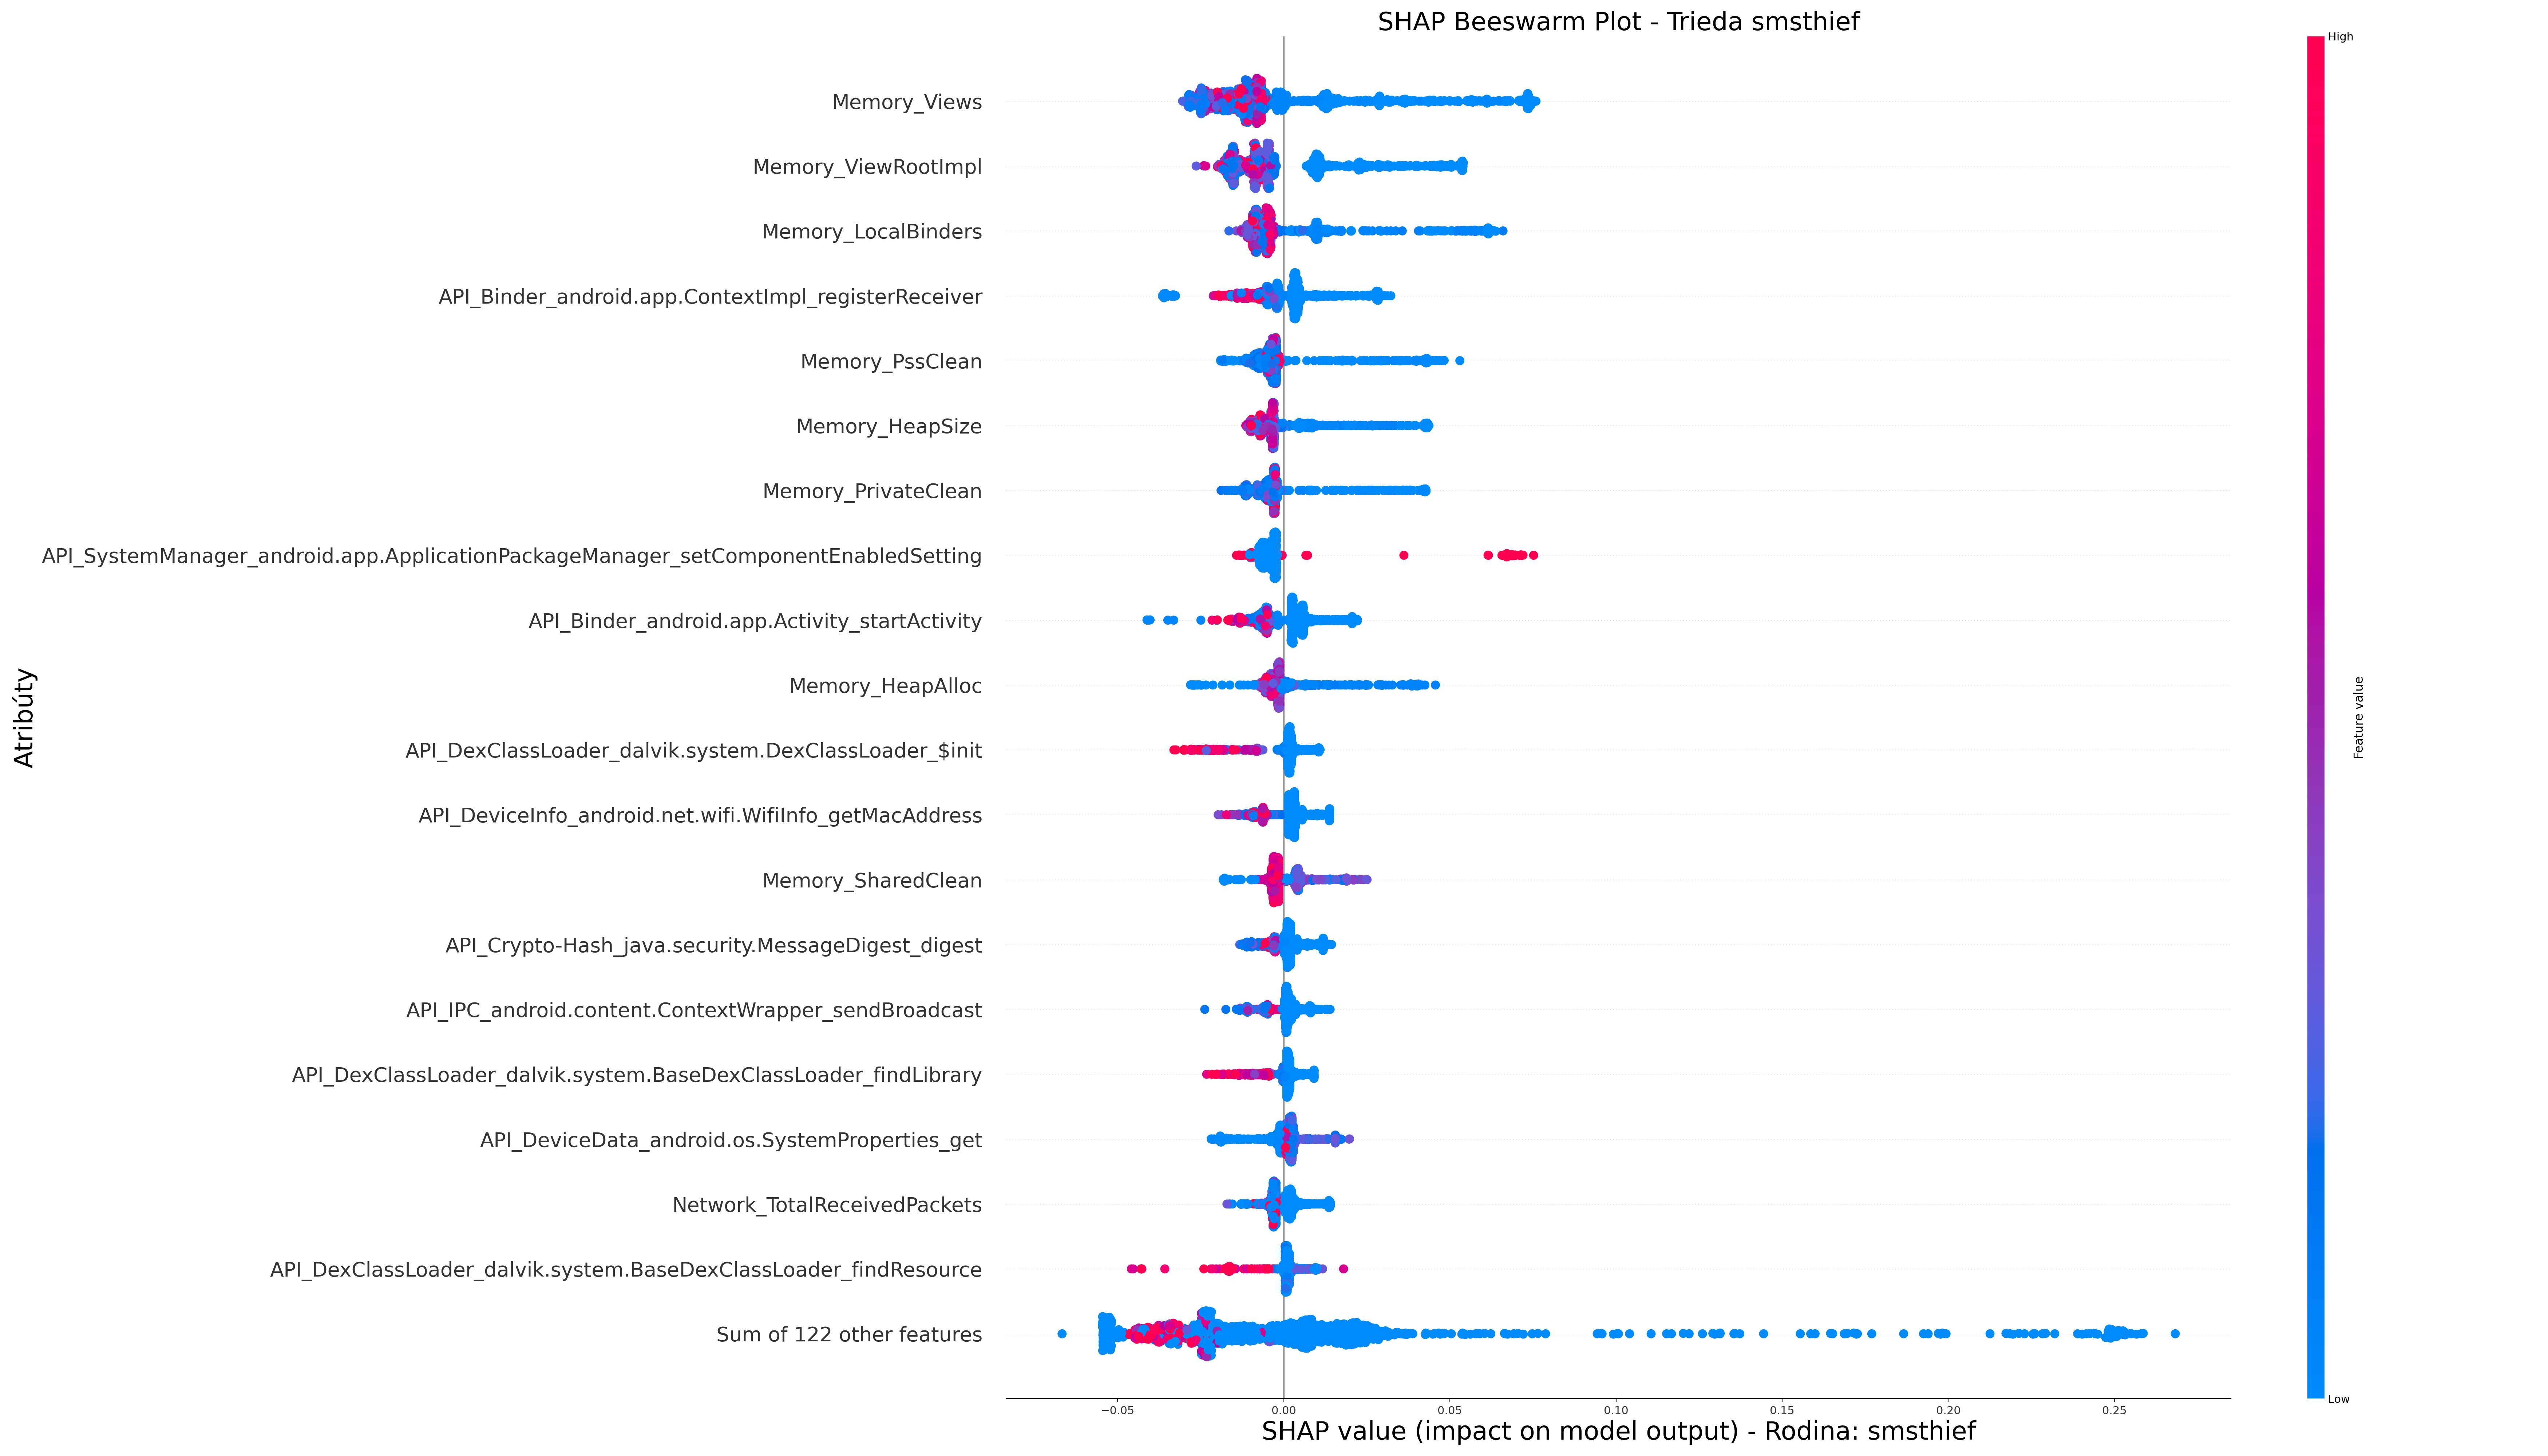 SHAP Beeswarm Plot - Trieda smsthief
High
Memory_Views
Memory_ViewRootImpl
Memory_LocalBinders
API_Binder_android.app.ContextImpl_registerReceiver
Memory_PssClean
Memory_HeapSize
Memory_PrivateClean
API_SystemManager_android.app.ApplicationPackageManager_setComponentEnabledSetting
API_Binder_android.app.Activity_startActivity
Memory_HeapAlloc
API_DexClassLoader_dalvik.system.DexClassLoader_$init
API_DeviceInfo_android.net.wifi.WifiInfo_getMacAddress
Memory_SharedClean
API_Crypto-Hash_java.security.MessageDigest_digest
API_IPC_android.content.ContextWrapper_sendBroadcast
API_DexClassLoader_dalvik.system.BaseDexClassLoader_findLibrary
API_DeviceData_android.os.SystemProperties_get
Network_TotalReceivedPackets
API_DexClassLoader_dalvik.system.BaseDexClassLoader_findResource
Sum of 122 other features
Atribúty
Feature value
Low
−0.05 0.00 0.05 0.10 0.15 0.20 0.25
SHAP value (impact on model output) - Rodina: smsthief